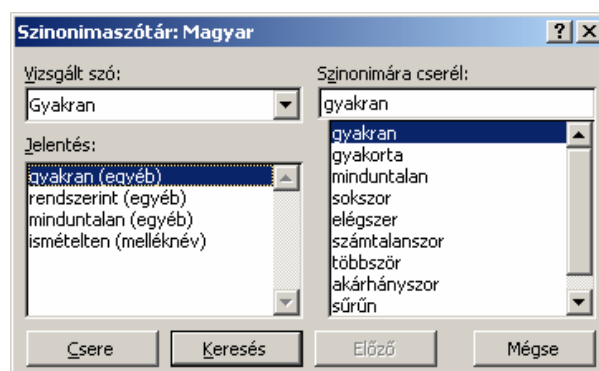 Szinonimaszótár: Magyar
Vizsgált szó:
Gyakran
Jelentés:
gyakran (egyéb)
rendszerint (egyéb)
minduntalan (egyéb)
ismételten (melléknév)
Szinonimára cserél:
gyakran
gyakran
gyakorta
minduntalan
sokszor
elégszer
számtalanszor
többször
akárhányszor
sűrűn
Csere
Keresés
Előző
Mégse